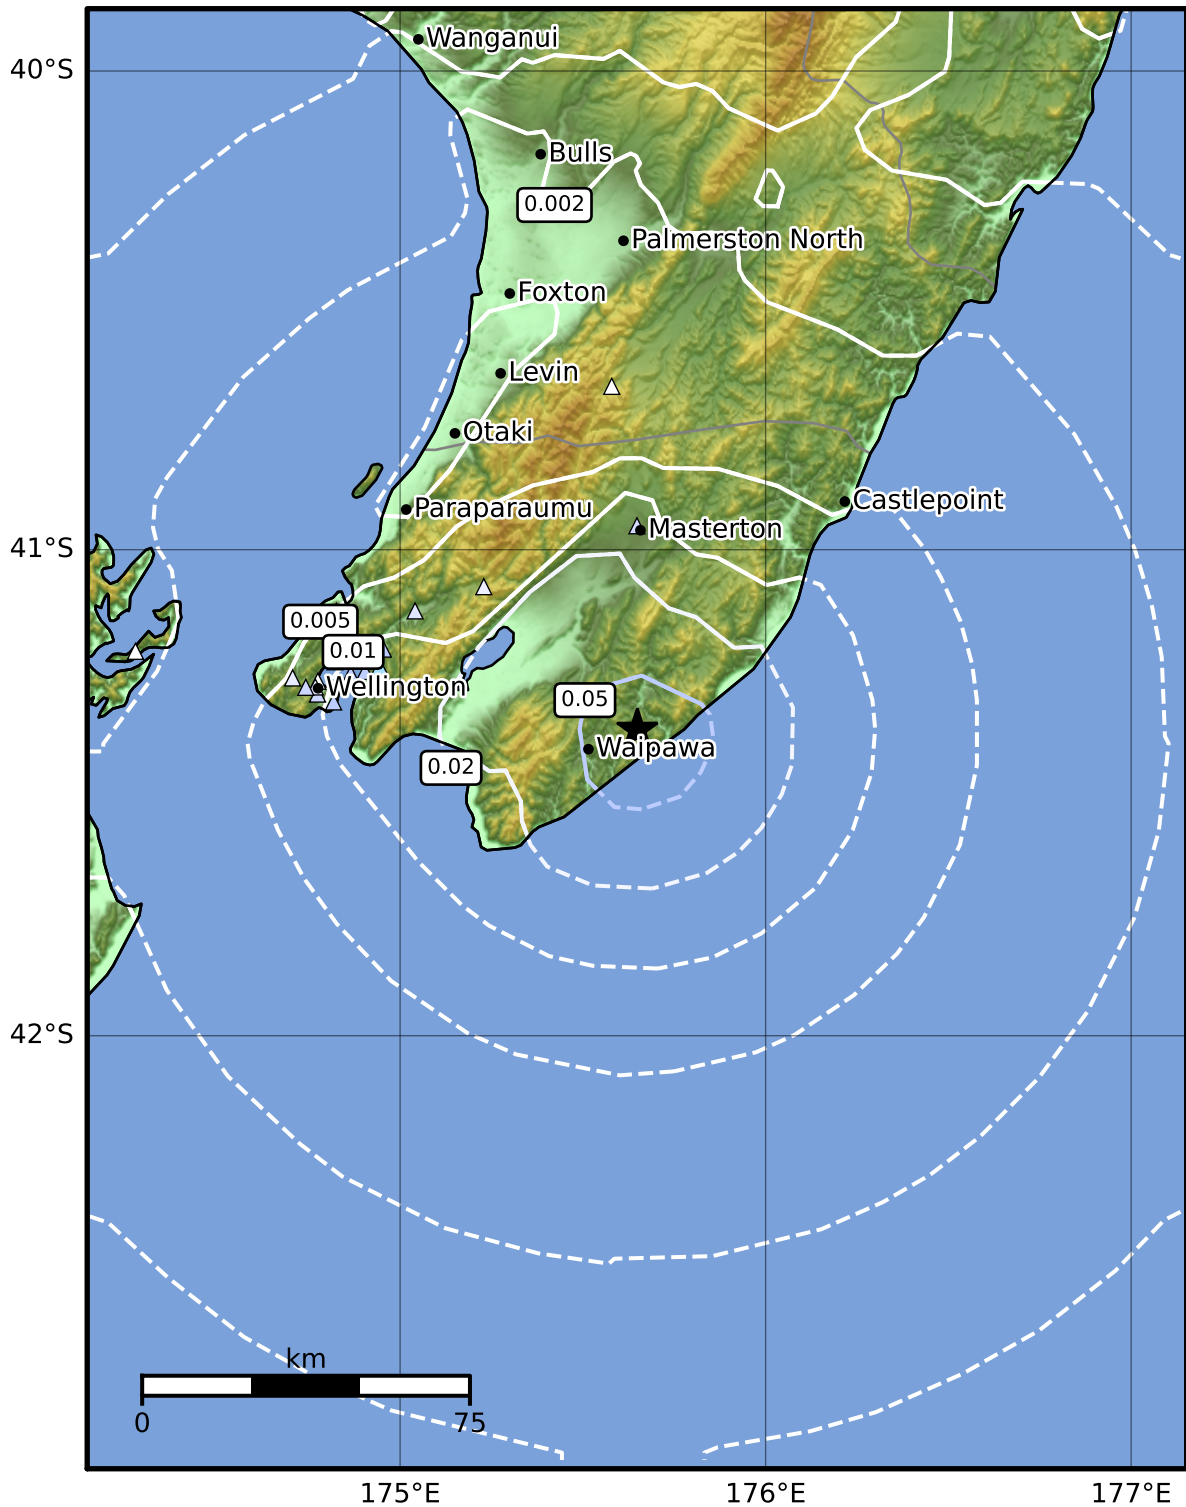 Wanganui
40°S
Bulls
0.002
Palmerston North
Foxton
Levin
Otaki
Castlepoint
Paraparaumu
Masterton
41°S
0.005
0.01
Wellington
0.05
Waipawa
0.02
42°S
km
0 75
175°E 176°E 177°E